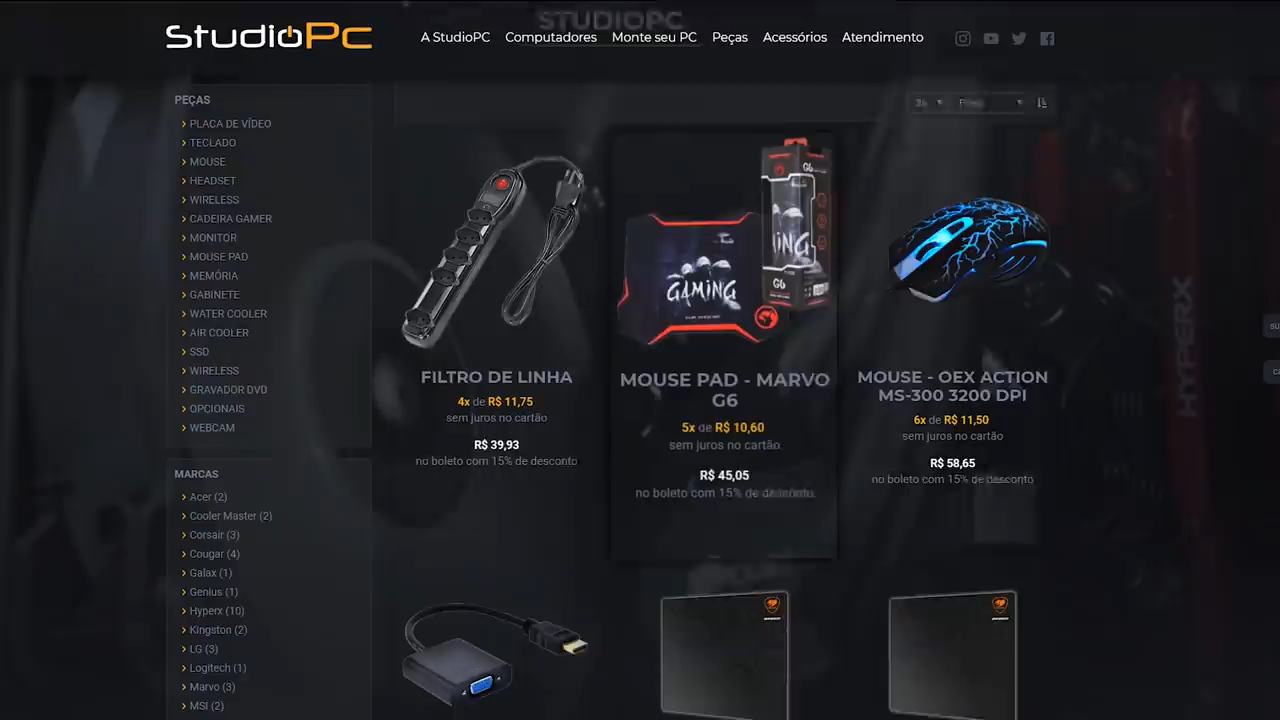 STUDIOPC
StudioPc
A StudioPC
Computadores
Monte seu PC
Peças
Acessórios
Atendimento
PEÇAS
PLACA DE VÍDEO
TECLADO
MOUSE
HEADSET
WIRELESS
CADEIRA GAMER
MONITOR
MOUSE PAD
MEMÓRIA
GABINETE
WATER COOLER
AIR COOLER
SSD
WIRELESS
GRAVADOR DVD
OPCIONAIS
WEBCAM
MARCAS
Acer (2)
Cooler Master (2)
Corsair (3)
Cougar (4)
Galax (1)
Genius (1)
Hyperx (10)
Kingston (2)
LG (3)
Logitech (1)
Marvo (3)
MSI (2)
FILTRO DE LINHA
4x de R$ 11,75
sem juros no cartão
R$ 39,93
no boleto com 15% de desconto
G6
GAMING
G6
MOUSE PAD - MARVO
G6
5x de R$ 10,60
sem juros no cartão
R$ 45,05
no boleto com 15% de desconto
MOUSE - OEX ACTION
MS-300 3200 DPI
6x de R$ 11,50
sem juros no cartão
R$ 58,65
no boleto com 15% de desconto
HYPERX